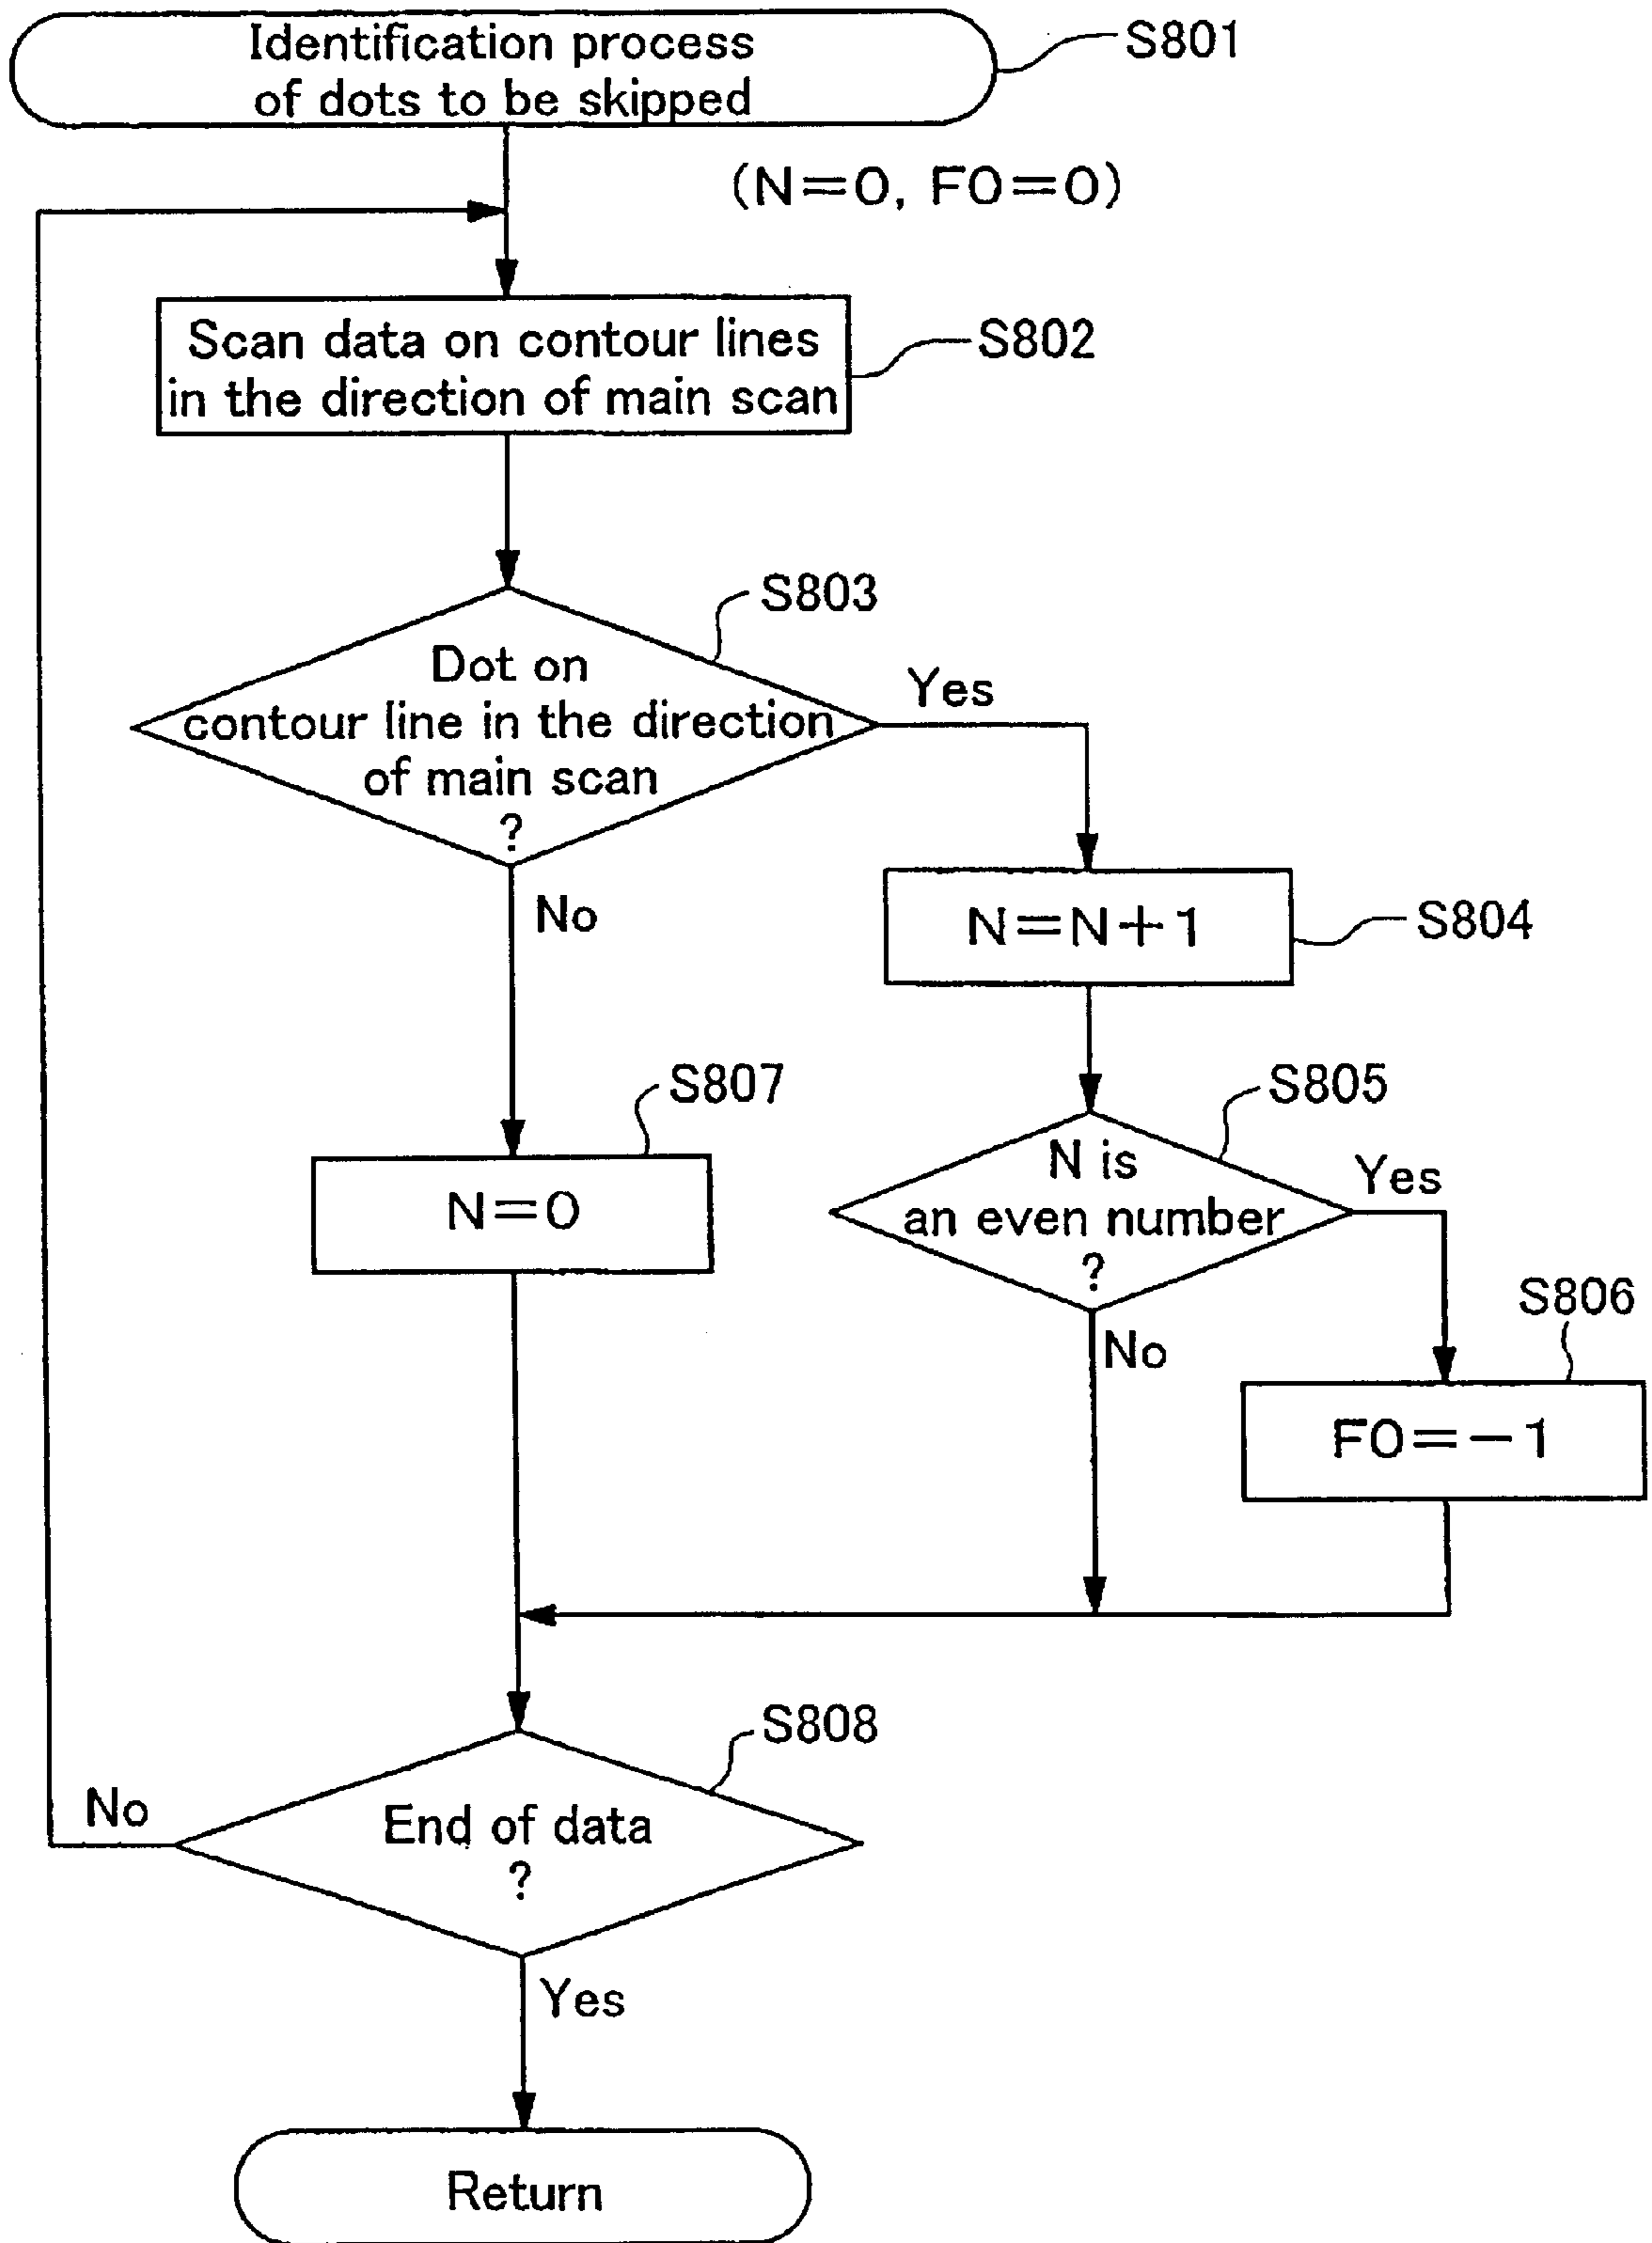 Identification process
of dots to be skipped
S801
(N=0, F0=0)
Scan data on contour lines
in the direction of main scan
S802
S803
Dot on
contour line in the direction
of main scan
?
Yes
No
N=N+1
S804
S807
N=0
S805
N is
an even number
?
Yes
No
S806
F0=-1
S808
End of data
?
No
Yes
Return